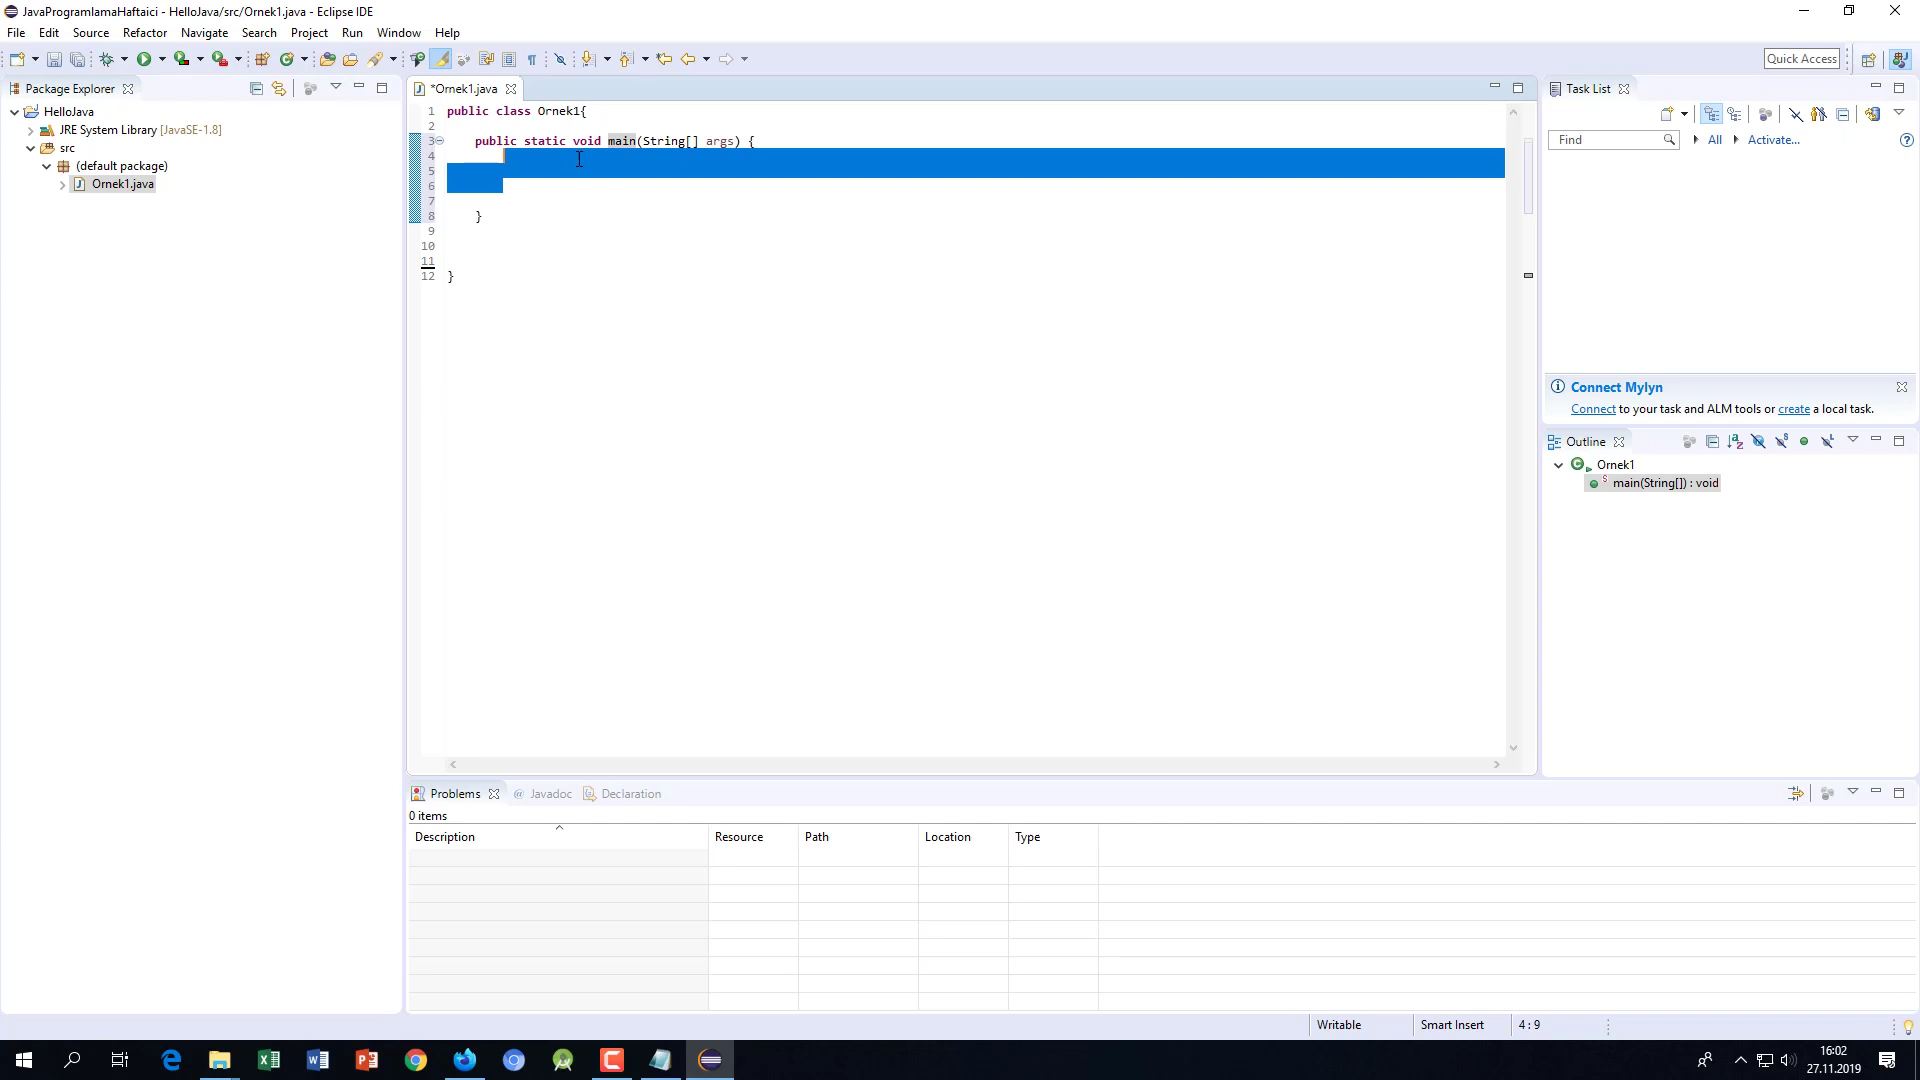 JavaProgramlamaHaftaici - HelloJava/src/Ornek1.java - Eclipse IDE
File Edit Source Refactor Navigate Search Project Run Window Help
Quick Access
Package Explorer
HelloJava
JRE System Library [JavaSE-1.8]
src
(default package)
Ornek1.java
*Ornek1.java
1 public class Ornek1{
2
3 public static void main(String[] args) {
4
5
6
7
8 }
9
10
11
12 }
Task List
Find All Activate...
Connect Mylyn
Connect to your task and ALM tools or create a local task.
Outline
Ornek1
main(String[]) : void
Problems Javadoc Declaration
0 items
Description Resource Path Location Type
Writable Smart Insert 4 : 9
16:02
27.11.2019